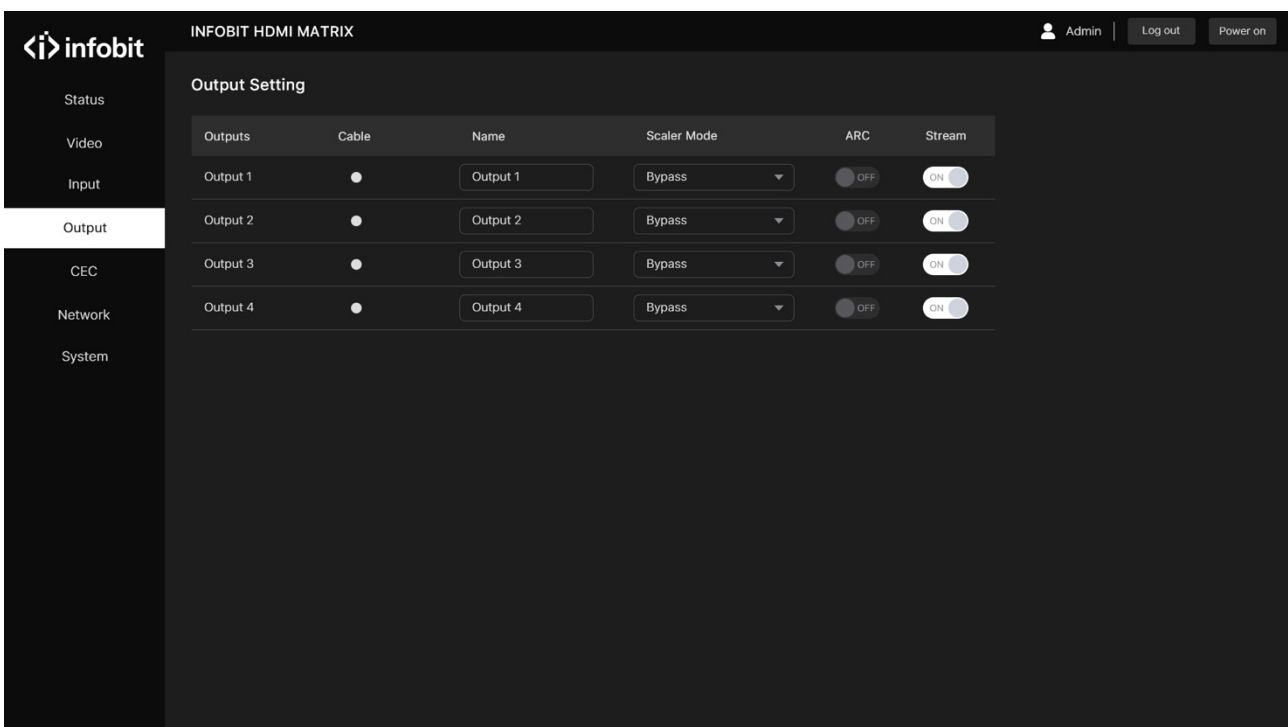 infobit
INFOBIT HDMI MATRIX
Admin
Log out
Power on
Status
Video
Input
Output
CEC
Network
System
Output Setting
Outputs Cable Name Scaler Mode ARC Stream
Output 1 Output 1 Bypass OFF ON
Output 2 Output 2 Bypass OFF ON
Output 3 Output 3 Bypass OFF ON
Output 4 Output 4 Bypass OFF ON